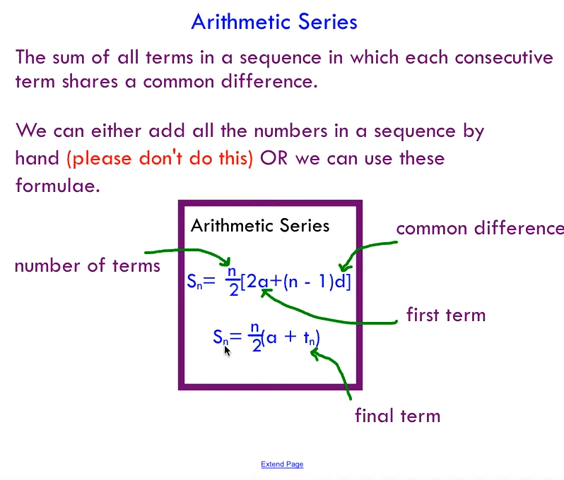 Arithmetic Series
The sum of all terms in a sequence in which each consecutive
term shares a common difference.
We can either add all the numbers in a sequence by
hand (please don't do this) OR we can use these
formulae.
Arithmetic Series
common difference
number of terms
Sₙ= n/2[2a+(n - 1)d]
first term
Sₙ= n/2(a + tₙ)
final term
Extend Page